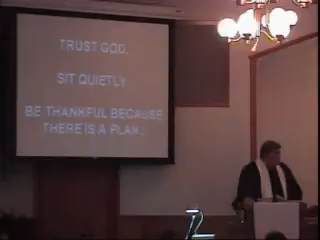 TRUST GOD.
SIT QUIETLY
BE THANKFUL BECAUSE
THERE IS A PLAN.